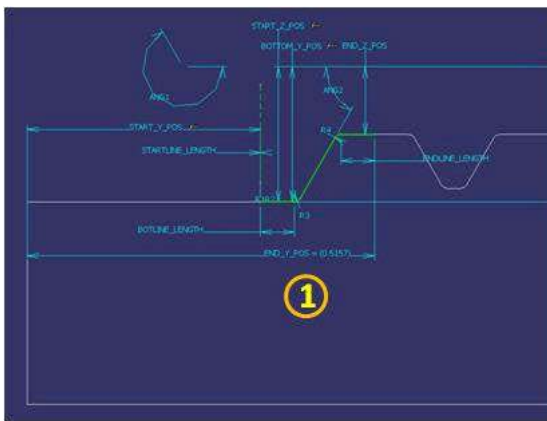 START_Z_POS
BOTTOM_Y_POS
END_Z_POS
ANG1
ANG2
START_Y_POS
R4
STARTLINE_LENGTH
ENDLINE_LENGTH
R3
BOTLINE_LENGTH
END_Y_POS = (0.5157)
1